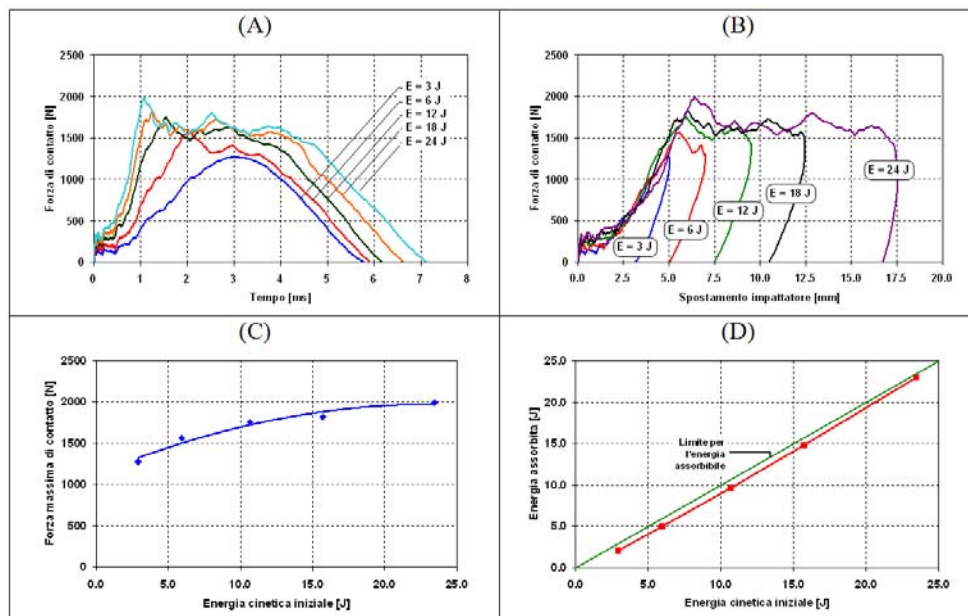 (A)
2500
2000
1500
1000
500
0
Forza di contatto [N]
E = 3 J
E = 6 J
E = 12 J
E = 18 J
E = 24 J
0 1 2 3 4 5 6 7 8
Tempo [ms]
(B)
2500
2000
1500
1000
500
0
Forza di contatto [N]
E = 3 J
E = 6 J
E = 12 J
E = 18 J
E = 24 J
0.0 2.5 5.0 7.5 10.0 12.5 15.0 17.5 20.0
Spostamento impattatore [mm]
(C)
2500
2000
1500
1000
500
0
Forza massima di contatto [N]
0.0 5.0 10.0 15.0 20.0 25.0
Energia cinetica iniziale [J]
(D)
25.0
20.0
15.0
10.0
5.0
0.0
Energia assorbita [J]
Limite per
l'energia
assorbibile
0.0 5.0 10.0 15.0 20.0 25.0
Energia cinetica iniziale [J]